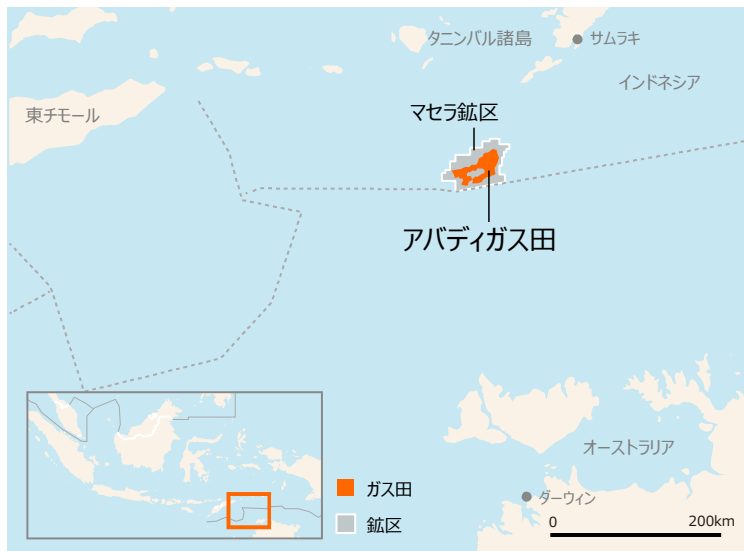 タニンバル諸島
サムラキ
インドネシア
東チモール
マセラ鉱区
アバディガス田
オーストラリア
ダーウィン
ガス田
鉱区
0 200km